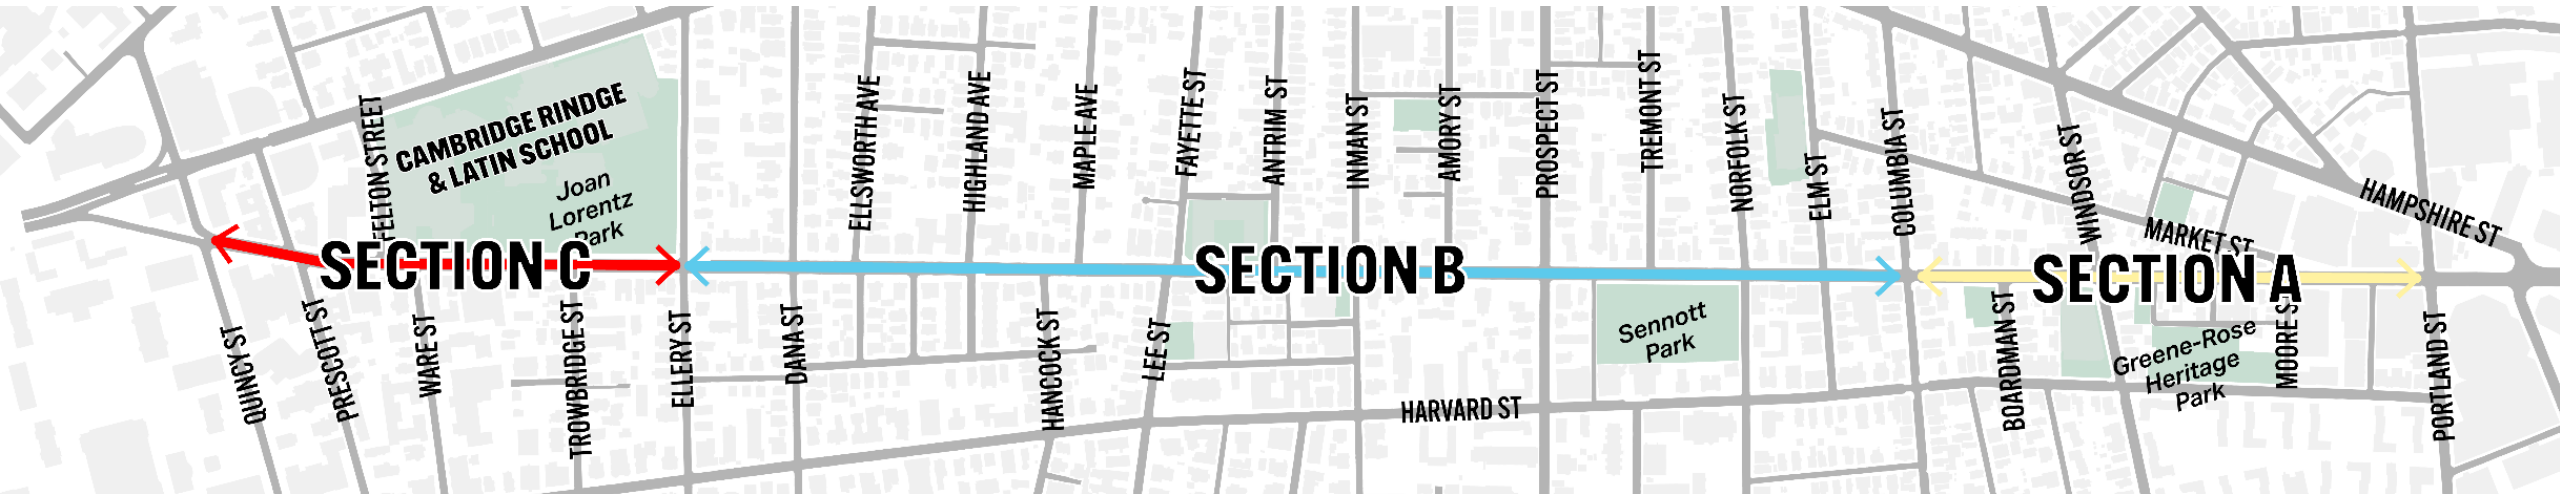 FELTON STREET
CAMBRIDGE RINDGE
& LATIN SCHOOL
Joan
Lorentz
Park
ELLSWORTH AVE
HIGHLAND AVE
MAPLE AVE
FAYETTE ST
ANTRIM ST
INMAN ST
AMORY ST
PROSPECT ST
TREMONT ST
NORFOLK ST
ELM ST
COLUMBIA ST
WINDSOR ST
MARKET ST
HAMPSHIRE ST
SECTION C
SECTION B
SECTION A
QUINCY ST
PRESCOTT ST
WARE ST
TROWBRIDGE ST
ELLERY ST
DANA ST
HANCOCK ST
LEE ST
HARVARD ST
Sennott
Park
BOARDMAN ST
Greene-Rose
Heritage
Park
MOORE ST
PORTLAND ST